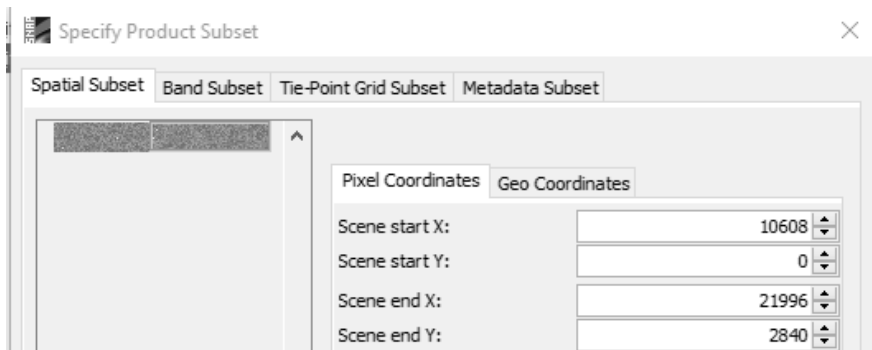 Specify Product Subset
Spatial Subset Band Subset Tie-Point Grid Subset Metadata Subset
Pixel Coordinates Geo Coordinates
Scene start X: 10608
Scene start Y: 0
Scene end X: 21996
Scene end Y: 2840